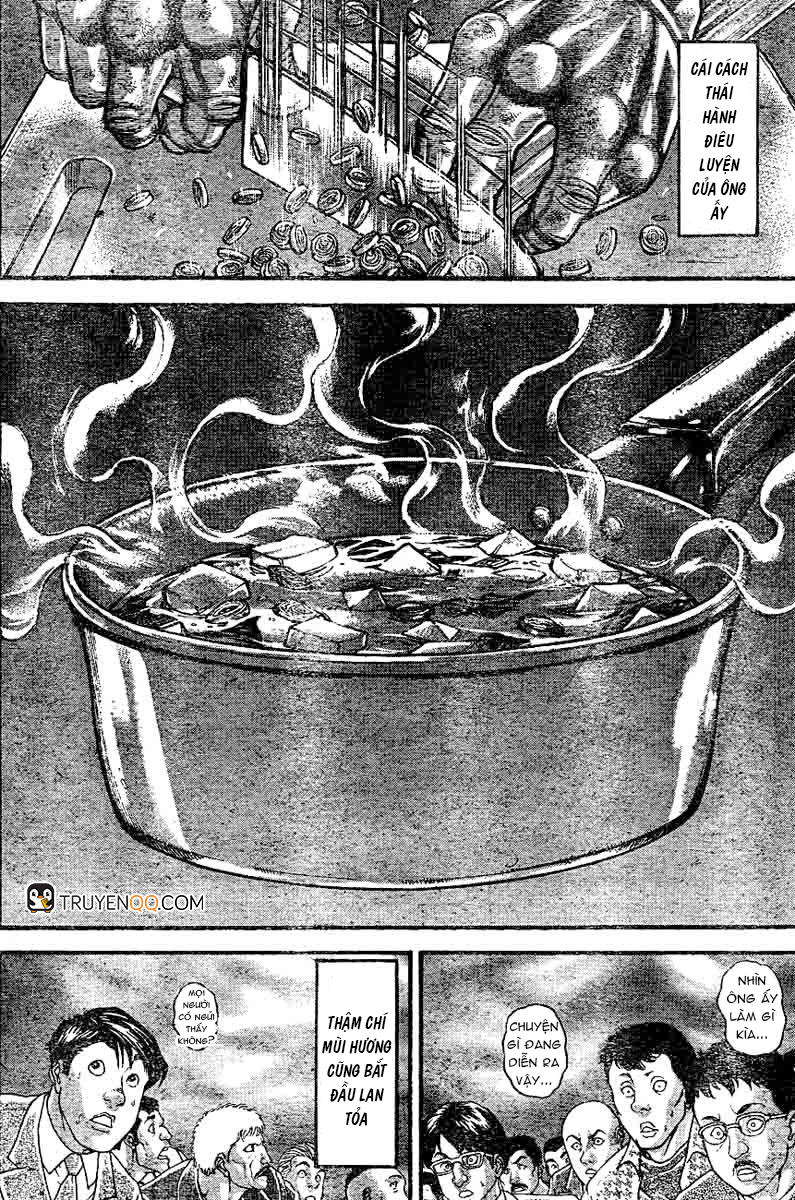 CÁI CÁCH
THÁI
HÀNH
ĐIÊU
LUYỆN
CỦA ÔNG
ẤY
TRUYENQQ.COM
MỌI
NGƯỜI
CÓ NGỬI
THẤY
KHÔNG?
THẬM CHÍ
MÙI HƯƠNG
CŨNG BẮT
ĐẦU LAN
TỎA
CHUYỆN
GÌ ĐANG
DIỄN RA
VẬY...
NHÌN
ÔNG ẤY
LÀM GÌ
KÌA...